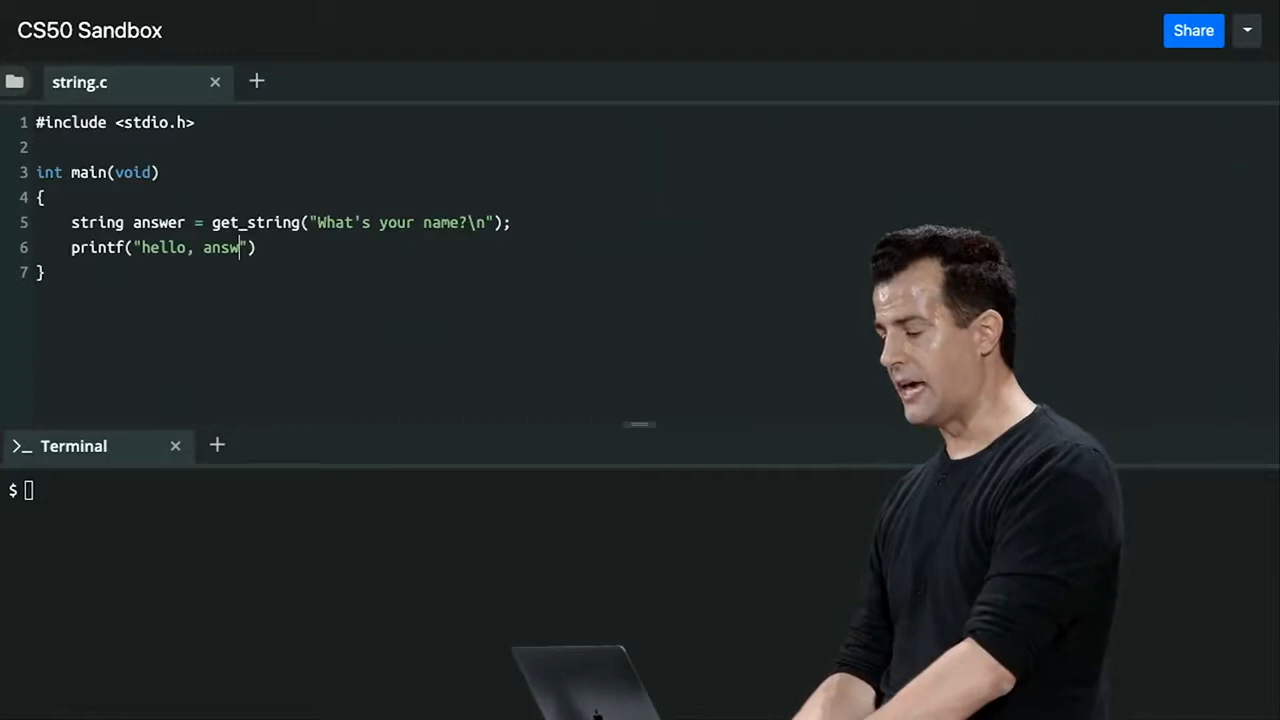 CS50 Sandbox
Share
string.c × +
1 #include <stdio.h>
2
3 int main(void)
4 {
5 string answer = get_string("What's your name?\n");
6 printf("hello, answ")
7 }
>_ Terminal × +
$